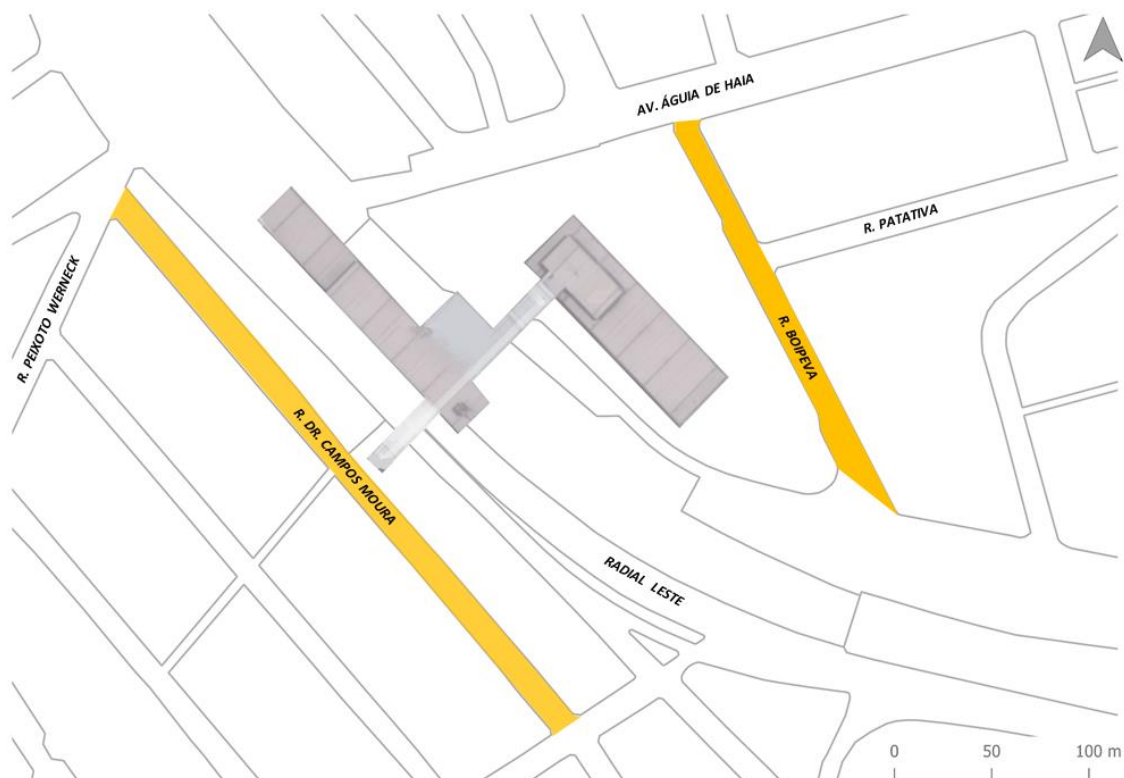 AV. ÁGUIA DE HAIA
R. PATATIVA
R. PEIXOTO WERNECK
R. BOIPEVA
R. DR. CAMPOS MOURA
RADIAL LESTE
0 50 100 m